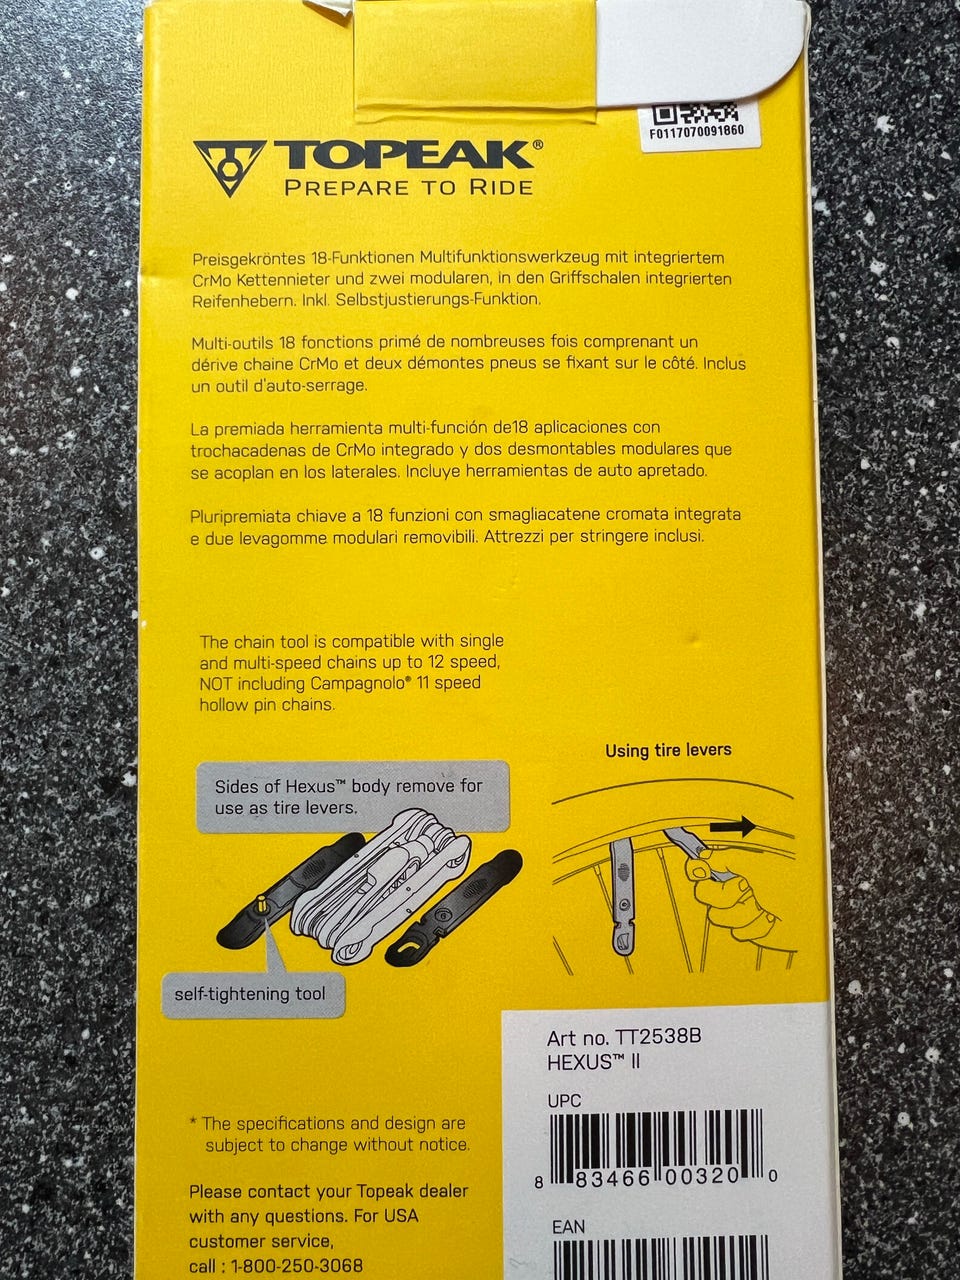 F0117070091860
TOPEAK®
PREPARE TO RIDE
Preisgekröntes 18-Funktionen Multifunktionswerkzeug mit integriertem
CrMo Kettennieter und zwei modularen, in den Griffschalen integrierten
Reifenhebern. Inkl. Selbstjustierungs-Funktion.
Multi-outils 18 fonctions primé de nombreuses fois comprenant un
dérive chaine CrMo et deux démontes pneus se fixant sur le côté. Inclus
un outil d'auto-serrage.
La premiada herramienta multi-función de18 aplicaciones con
trochacadenas de CrMo integrado y dos desmontables modulares que
se acoplan en los laterales. Incluye herramientas de auto apretado.
Pluripremiata chiave a 18 funzioni con smagliacatene cromata integrata
e due levagomme modulari removibili. Attrezzi per stringere inclusi.
The chain tool is compatible with single
and multi-speed chains up to 12 speed,
NOT including Campagnolo® 11 speed
hollow pin chains.
Using tire levers
Sides of Hexus™ body remove for
use as tire levers.
self-tightening tool
Art no. TT2538B
HEXUS™ II
UPC
8 83466 00320 0
EAN
* The specifications and design are
subject to change without notice.
Please contact your Topeak dealer
with any questions. For USA
customer service,
call : 1-800-250-3068